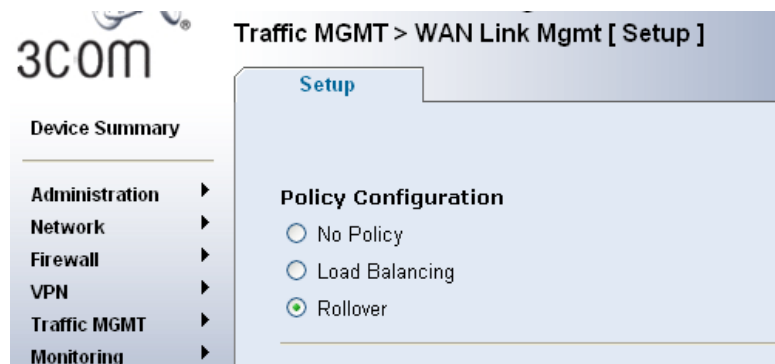 3COM
®
Traffic MGMT > WAN Link Mgmt [ Setup ]
Setup
Device Summary
Administration
Network
Firewall
VPN
Traffic MGMT
Monitoring
Policy Configuration
No Policy
Load Balancing
Rollover